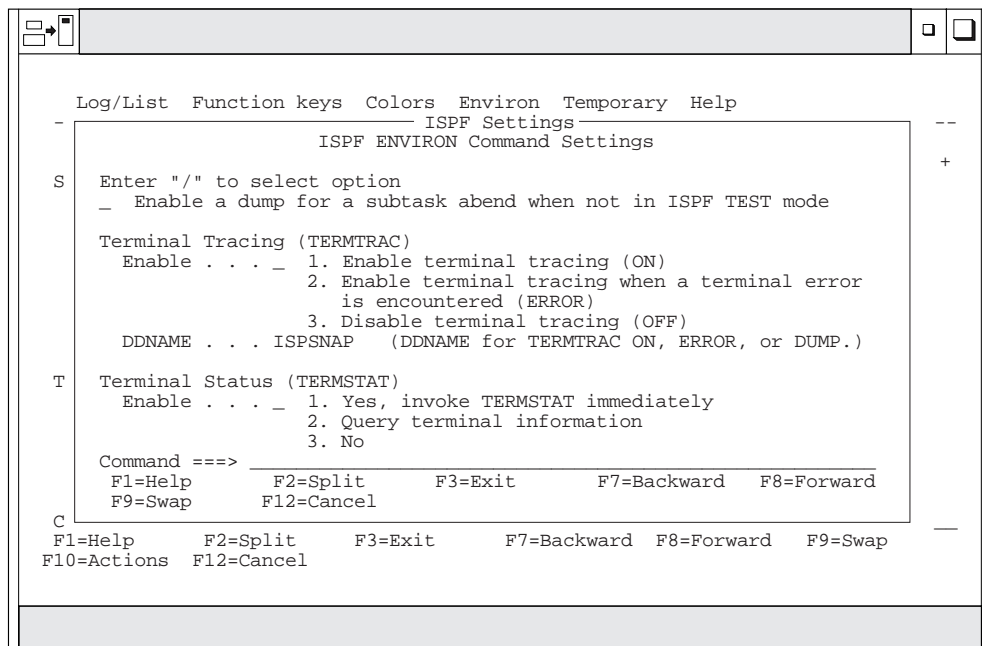 Log/List  Function keys  Colors  Environ  Temporary  Help
- ISPF Settings --
ISPF ENVIRON Command Settings
+
S  Enter "/" to select option
_  Enable a dump for a subtask abend when not in ISPF TEST mode
Terminal Tracing (TERMTRAC)
Enable . . . _  1. Enable terminal tracing (ON)
2. Enable terminal tracing when a terminal error
is encountered (ERROR)
3. Disable terminal tracing (OFF)
DDNAME . . . ISPSNAP   (DDNAME for TERMTRAC ON, ERROR, or DUMP.)
T  Terminal Status (TERMSTAT)
Enable . . . _  1. Yes, invoke TERMSTAT immediately
2. Query terminal information
3. No
Command ===> ______________________________________________________
F1=Help       F2=Split      F3=Exit       F7=Backward   F8=Forward
F9=Swap      F12=Cancel
C __
F1=Help      F2=Split     F3=Exit      F7=Backward  F8=Forward   F9=Swap
F10=Actions  F12=Cancel